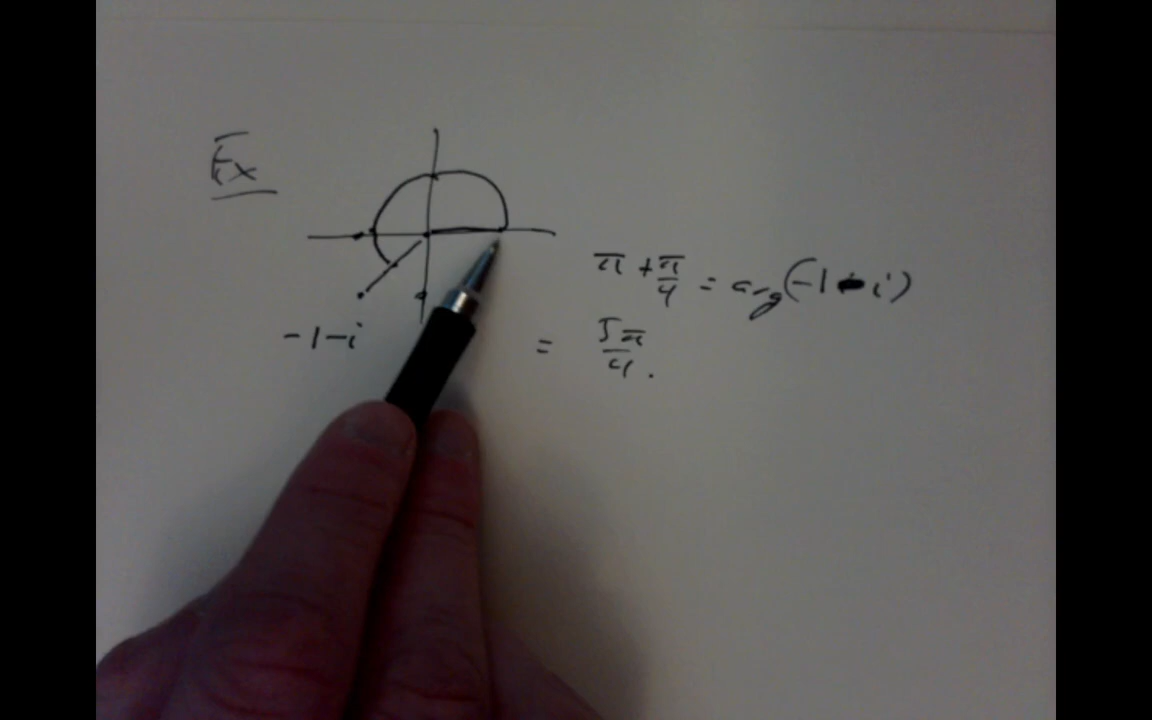 Ex
π + π/4 = arg(-1-i)
-1-i
= 5π/4.